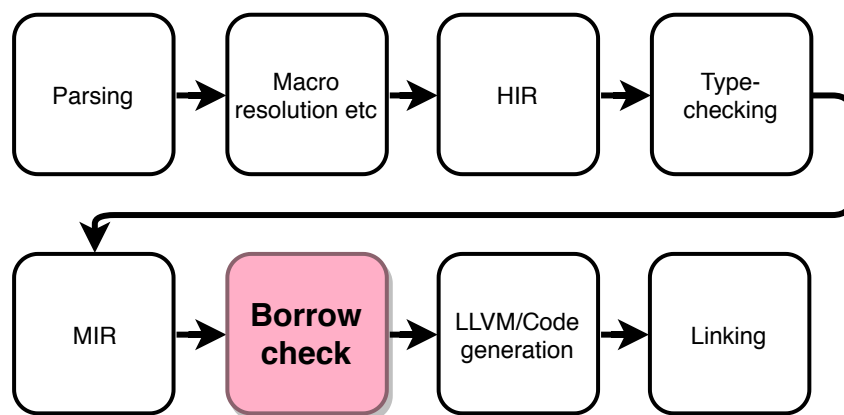 Parsing
Macro
resolution etc
HIR
Type-
checking
MIR
Borrow
check
LLVM/Code
generation
Linking